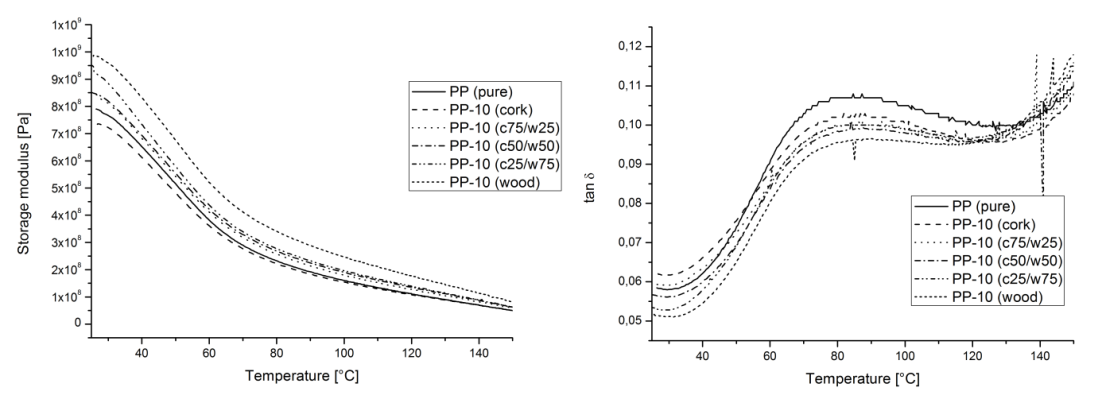 1x10⁹
1x10⁹
9x10⁸
8x10⁸
7x10⁸
6x10⁸
5x10⁸
4x10⁸
3x10⁸
2x10⁸
1x10⁸
0
Storage modulus [Pa]
40 60 80 100 120 140
Temperature [°C]
PP (pure)
PP-10 (cork)
PP-10 (c75/w25)
PP-10 (c50/w50)
PP-10 (c25/w75)
PP-10 (wood)
0,12
0,11
0,10
0,09
0,08
0,07
0,06
0,05
tan δ
40 60 80 100 120 140
Temperature [°C]
PP (pure)
PP-10 (cork)
PP-10 (c75/w25)
PP-10 (c50/w50)
PP-10 (c25/w75)
PP-10 (wood)